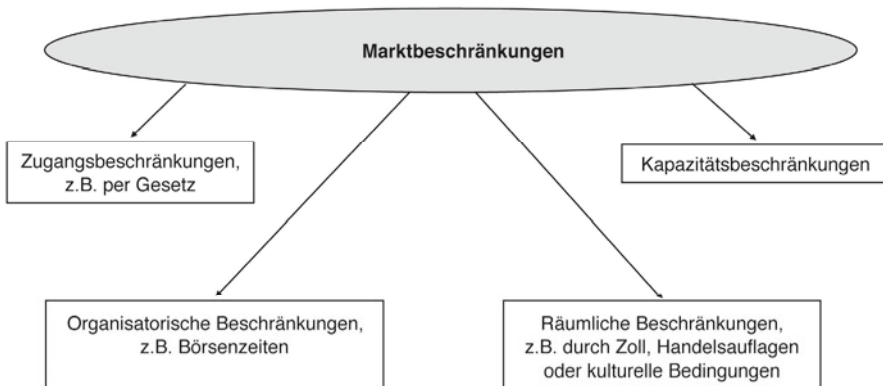 Marktbeschränkungen
Zugangsbeschränkungen,
z.B. per Gesetz
Kapazitätsbeschränkungen
Organisatorische Beschränkungen,
z.B. Börsenzeiten
Räumliche Beschränkungen,
z.B. durch Zoll, Handelsauflagen
oder kulturelle Bedingungen